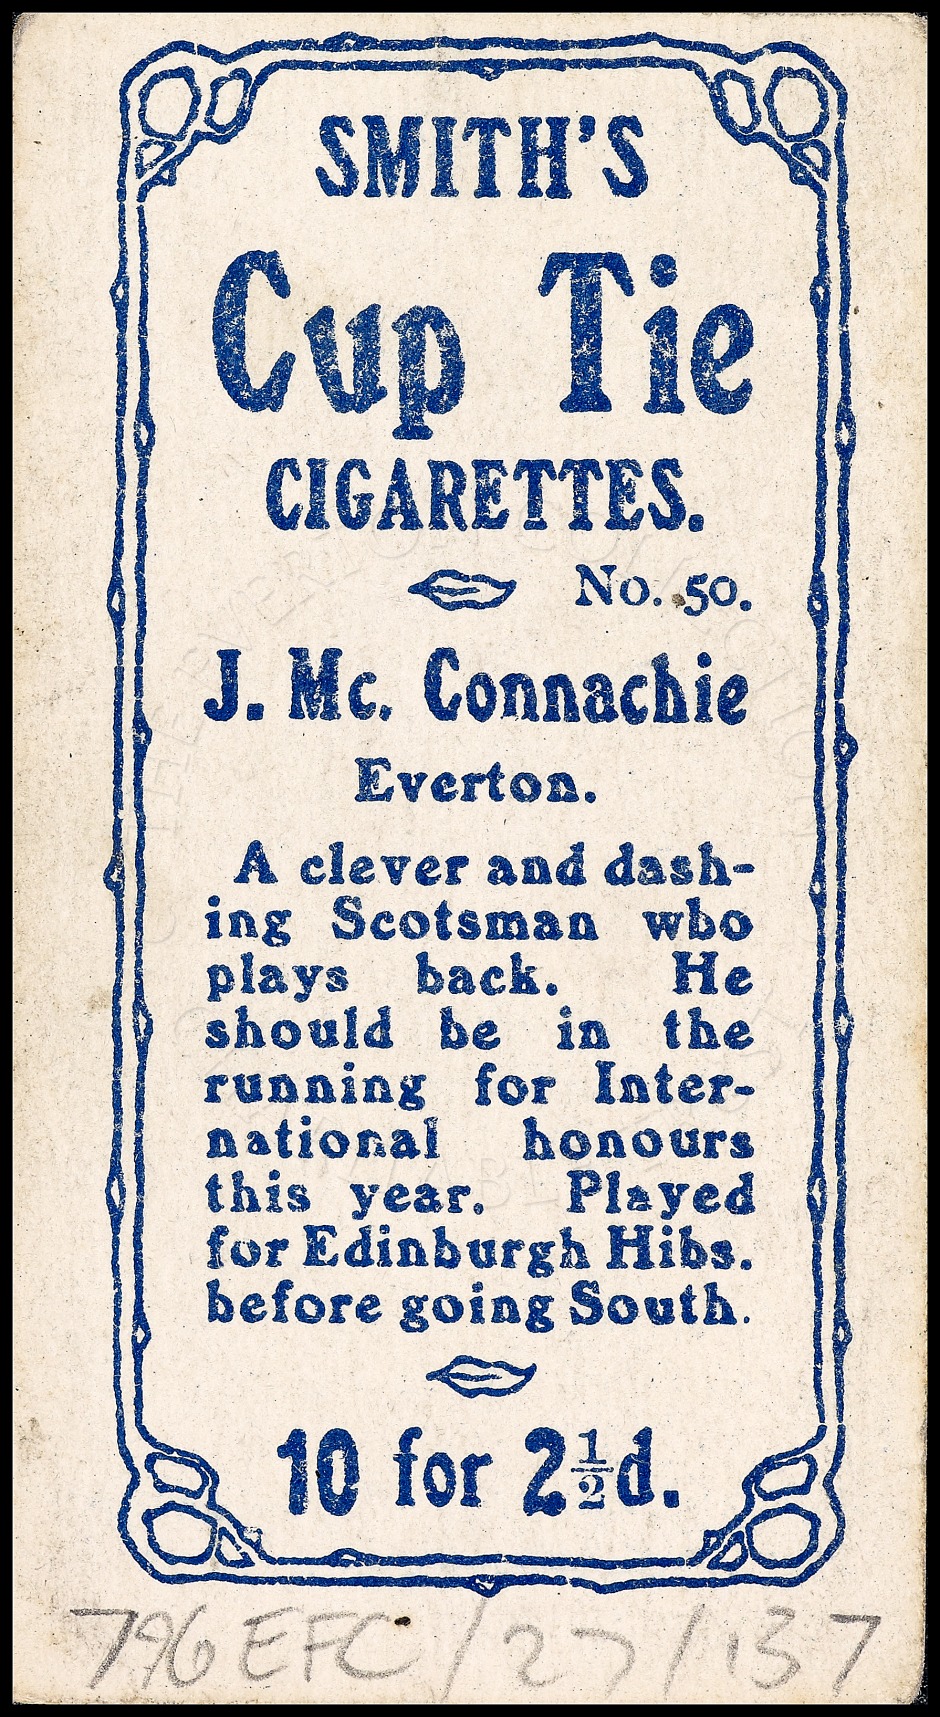 SMITH'S
Cup Tie
CIGARETTES.
No. 50.
J. Mc. Connachie
Everton.
A clever and dash-
ing Scotsman who
plays back. He
should be in the
running for Inter-
national honours
this year. Played
for Edinburgh Hibs.
before going South.
10 for 2½d.
796 EFC / 27 / 137